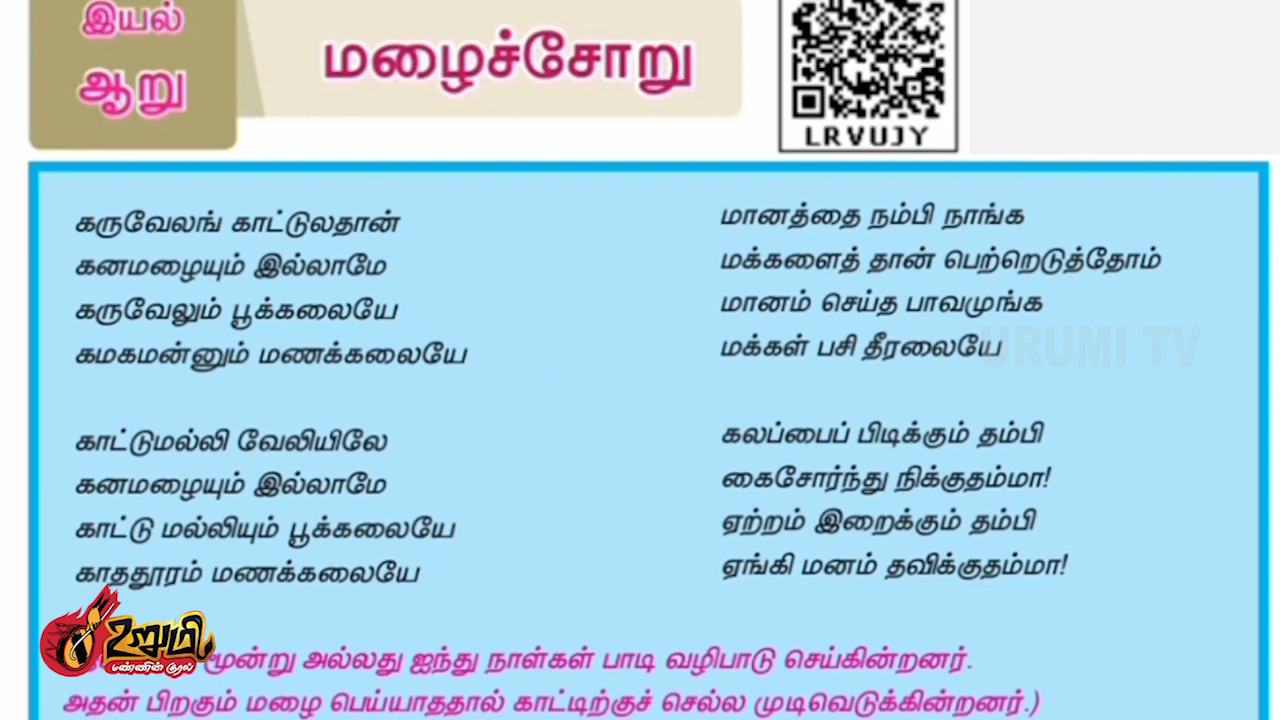 இயல்
ஆறு
மழைச்சோறு
LRVUJY
கருவேலங் காட்டுலதான்
கனமழையும் இல்லாமே
கருவேலும் பூக்கலையே
கமகமன்னும் மணக்கலையே
காட்டுமல்லி வேலியிலே
கனமழையும் இல்லாமே
காட்டு மல்லியும் பூக்கலையே
காததூரம் மணக்கலையே
மானத்தை நம்பி நாங்க
மக்களைத் தான் பெற்றெடுத்தோம்
மானம் செய்த பாவமுங்க
மக்கள் பசி தீரலையே
URUMI TV
கலப்பைப் பிடிக்கும் தம்பி
கைசோர்ந்து நிக்குதம்மா!
ஏற்றம் இறைக்கும் தம்பி
ஏங்கி மனம் தவிக்குதம்மா!
மூன்று அல்லது ஐந்து நாள்கள் பாடி வழிபாடு செய்கின்றனர்.
அதன் பிறகும் மழை பெய்யாததால் காட்டிற்குச் செல்ல முடிவெடுக்கின்றனர்.)
உறுமி
மண்ணின் குரல்